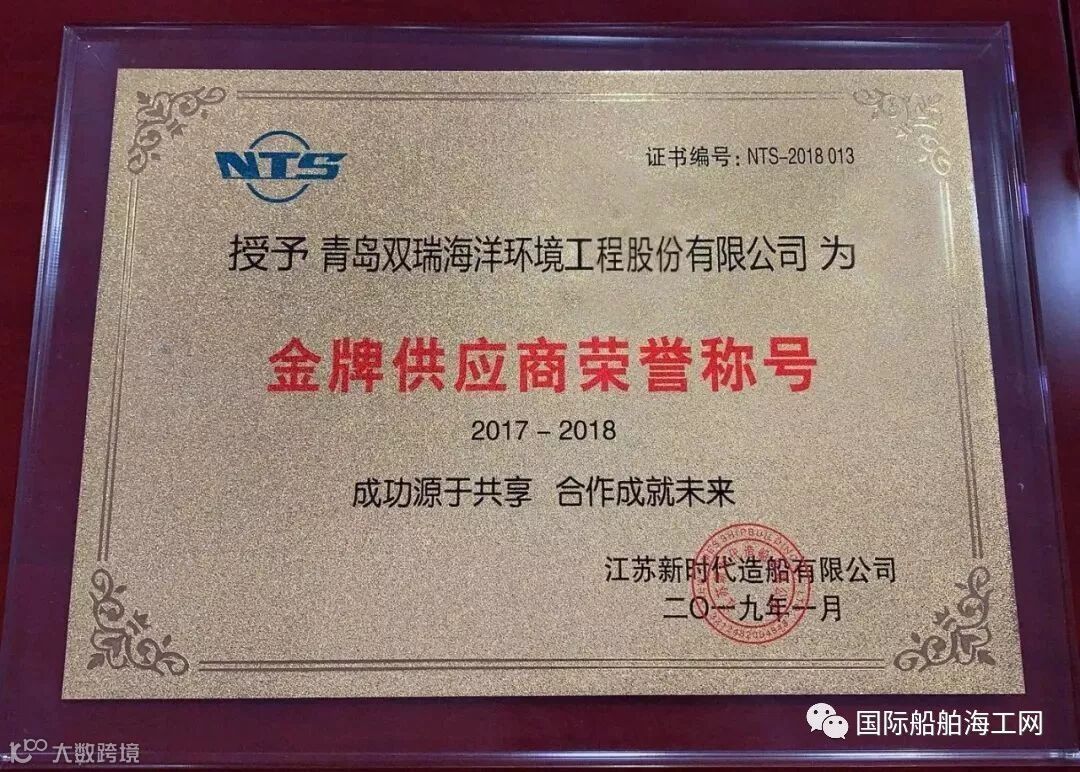 NTS
证书编号：NTS-2018 013
授予 青岛双瑞海洋环境工程股份有限公司 为
金牌供应商荣誉称号
2017 - 2018
成功源于共享 合作成就未来
江苏新时代造船有限公司
二〇一九年一月
国际船舶海工网
大数跨境